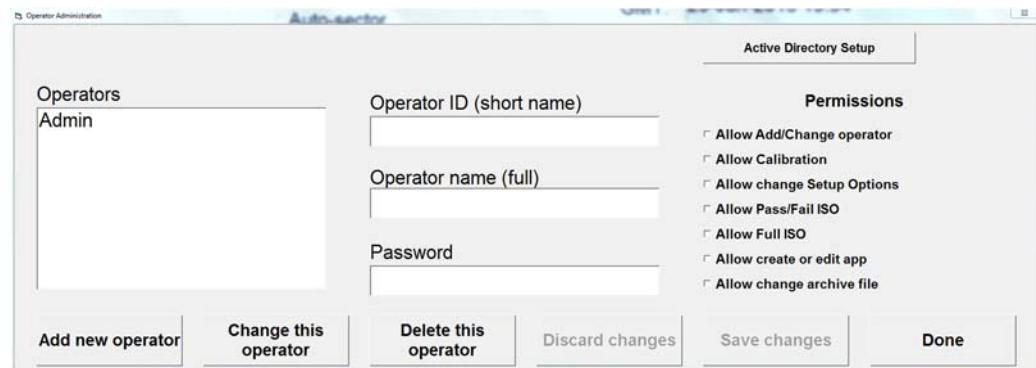 Operator Administration
Auto-sector
Active Directory Setup
Operators
Admin
Operator ID (short name)
Operator name (full)
Password
Permissions
Allow Add/Change operator
Allow Calibration
Allow change Setup Options
Allow Pass/Fail ISO
Allow Full ISO
Allow create or edit app
Allow change archive file
Add new operator
Change this
operator
Delete this
operator
Discard changes
Save changes
Done